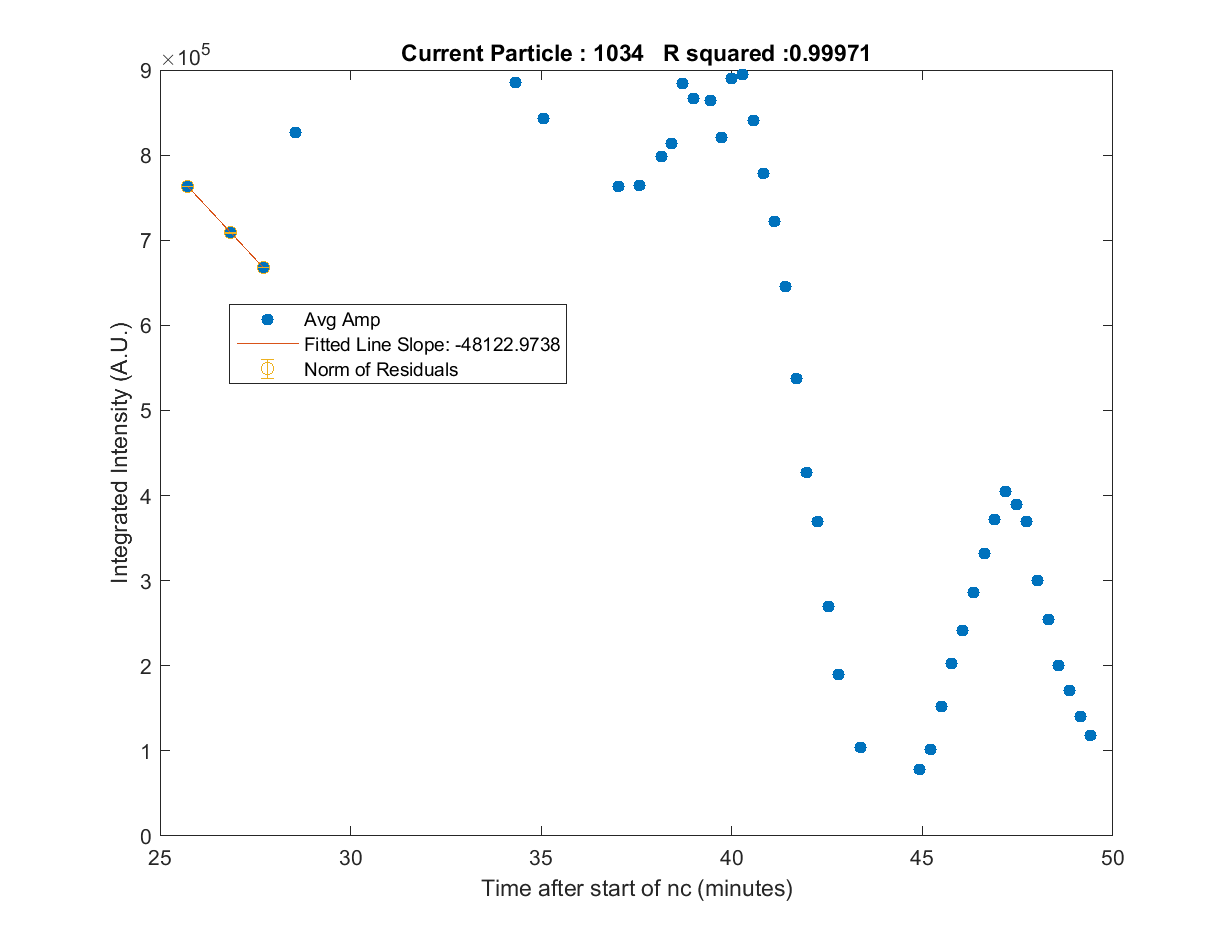 Current Particle : 1034 R squared :0.99971
×10^5
9
8
7
6
5
4
3
2
1
0
Integrated Intensity (A.U.)
Avg Amp
Fitted Line Slope: -48122.9738
Norm of Residuals
25 30 35 40 45 50
Time after start of nc (minutes)